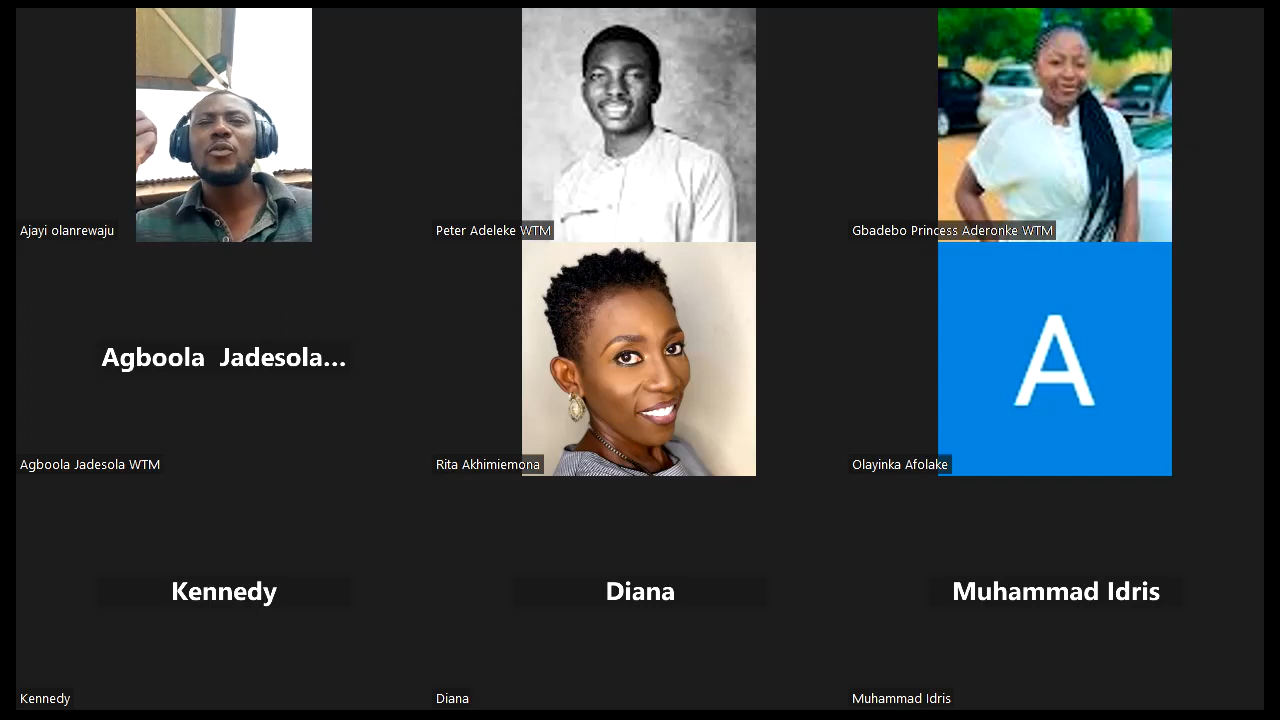 Ajayi olanrewaju
Peter Adeleke WTM
Gbadebo Princess Aderonke WTM
Agboola Jadesola...
Agboola Jadesola WTM
Rita Akhimiemona
A
Olayinka Afolake
Kennedy
Diana
Muhammad Idris
Kennedy
Diana
Muhammad Idris